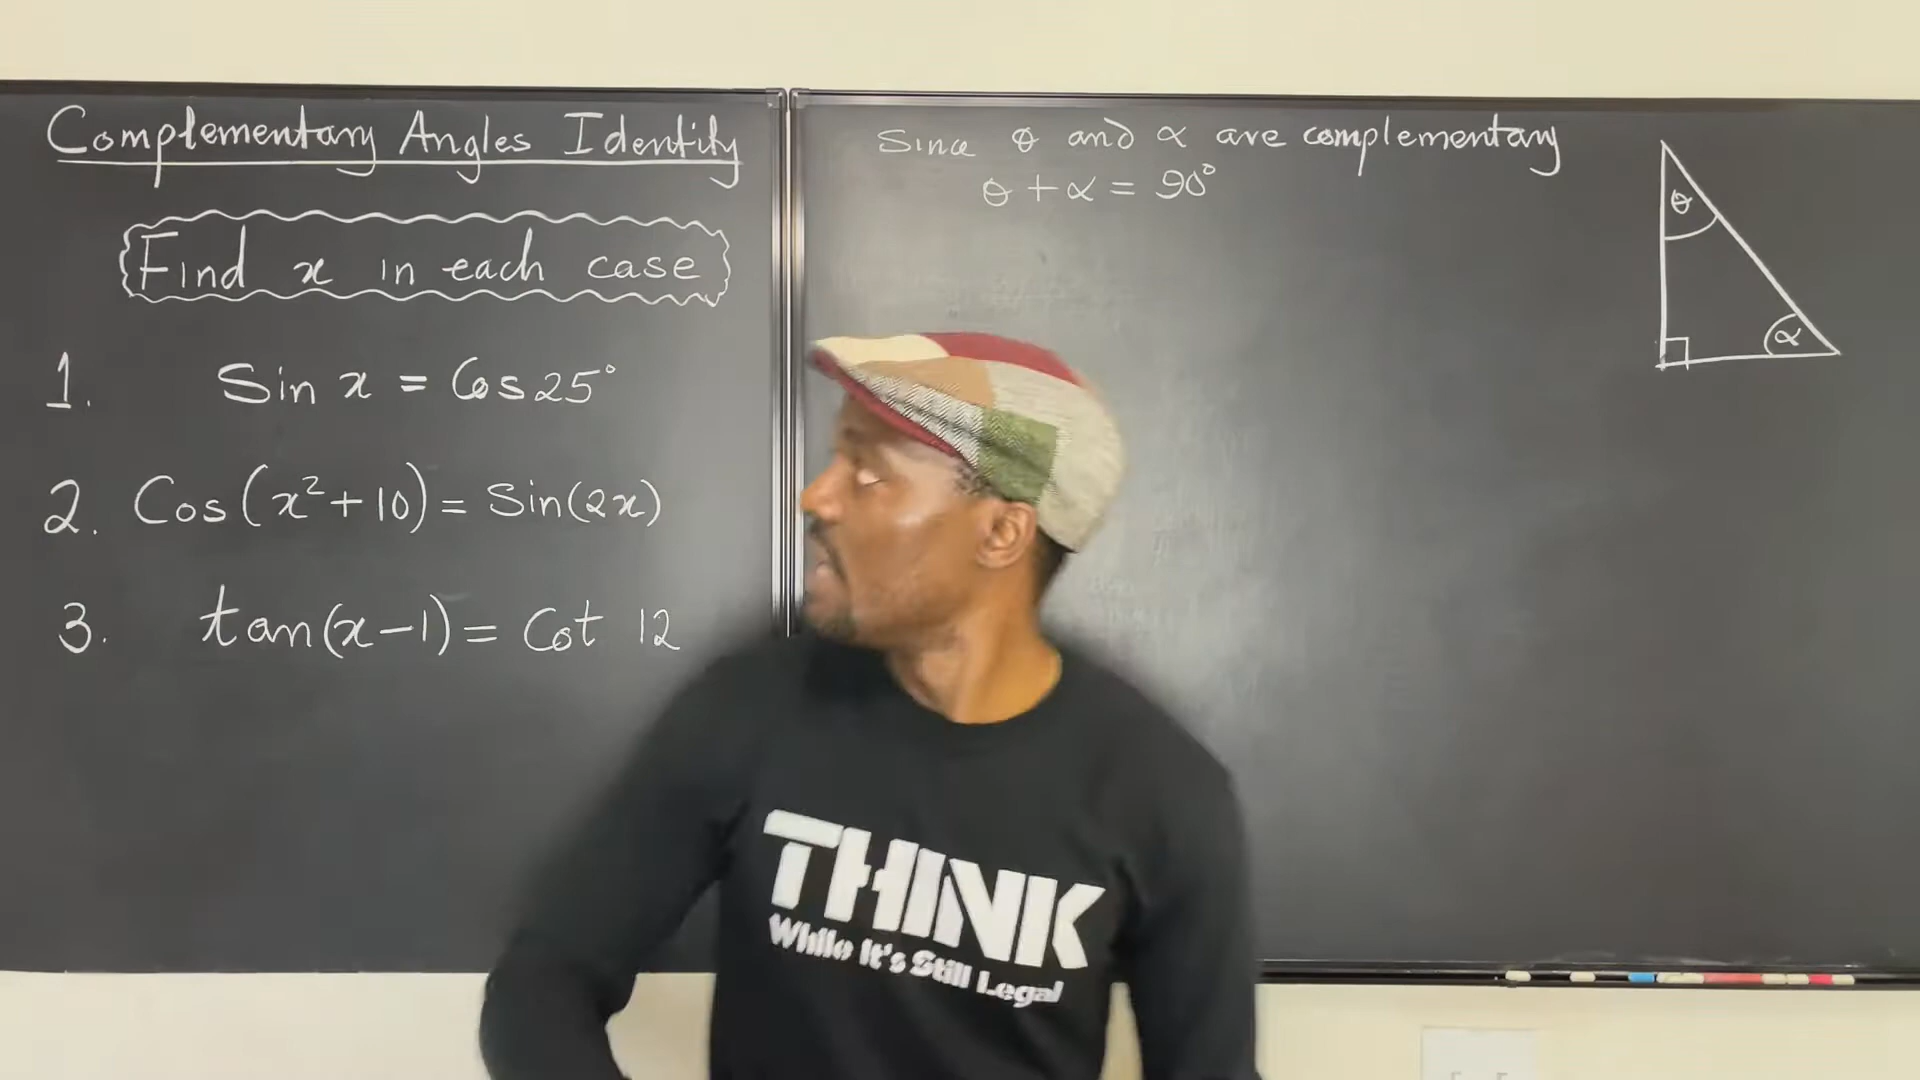 Complementary Angles Identity
Find x in each case
1. Sin x = Cos 25°
2. Cos(x²+10) = Sin(2x)
3. tan(x-1) = Cot 12
Since θ and α are complementary
θ + α = 90°
θ
α
THINK
While It's Still Legal